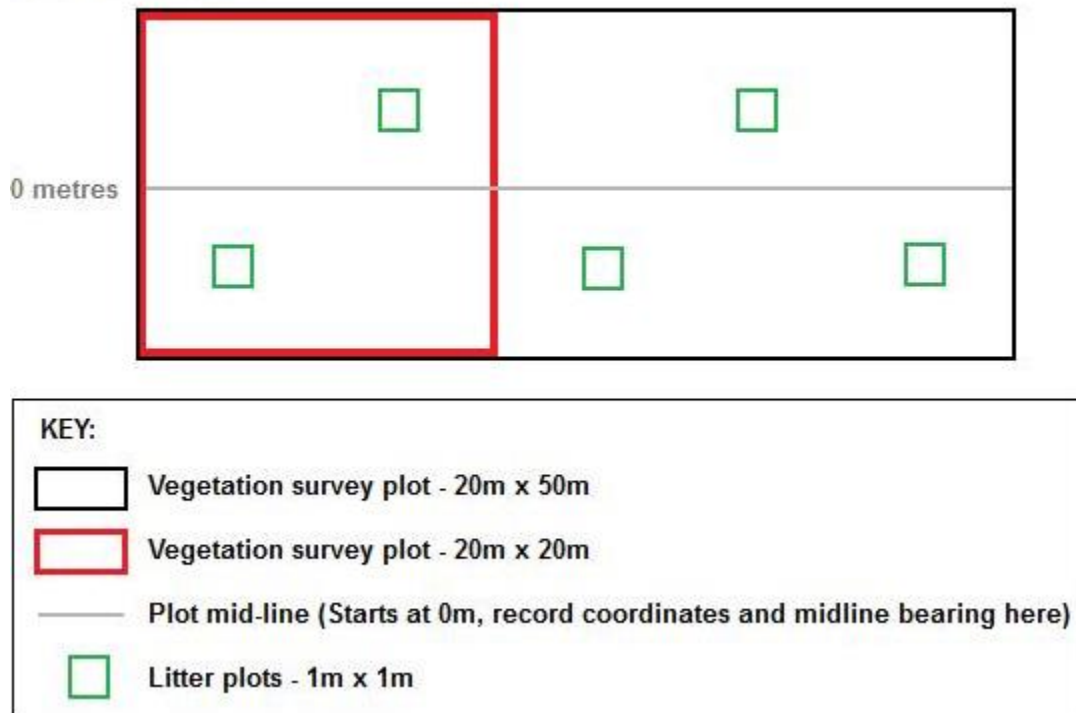 0 metres
KEY:
Vegetation survey plot - 20m x 50m
Vegetation survey plot - 20m x 20m
Plot mid-line (Starts at 0m, record coordinates and midline bearing here)
Litter plots - 1m x 1m